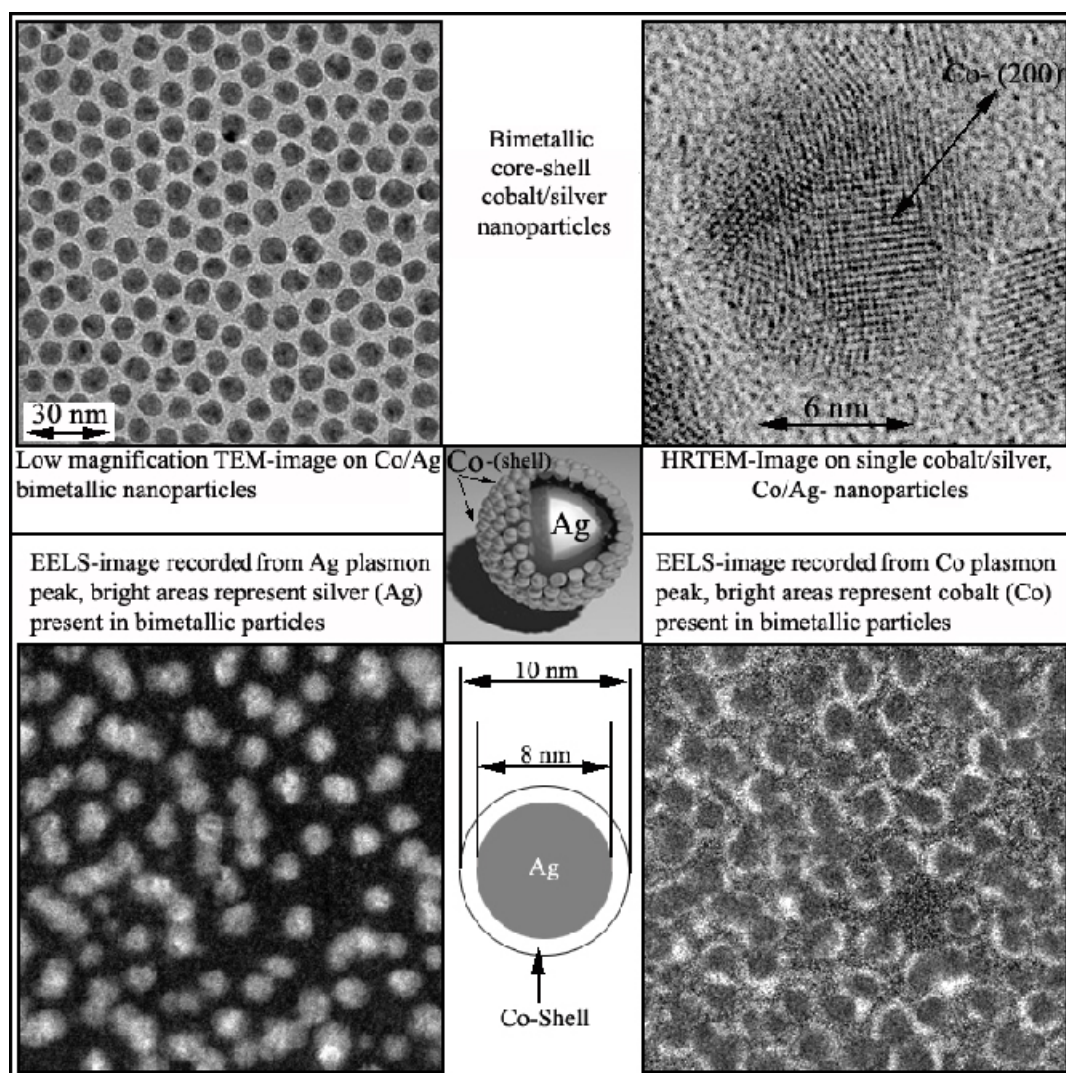 Co- (200)
Bimetallic
core-shell
cobalt/silver
nanoparticles
30 nm
6 nm
Low magnification TEM-image on Co/Ag
bimetallic nanoparticles
Co-(shell)
Ag
HRTEM-Image on single cobalt/silver,
Co/Ag- nanoparticles
EELS-image recorded from Ag plasmon
peak, bright areas represent silver (Ag)
present in bimetallic particles
EELS-image recorded from Co plasmon
peak, bright areas represent cobalt (Co)
present in bimetallic particles
10 nm
8 nm
Ag
Co-Shell